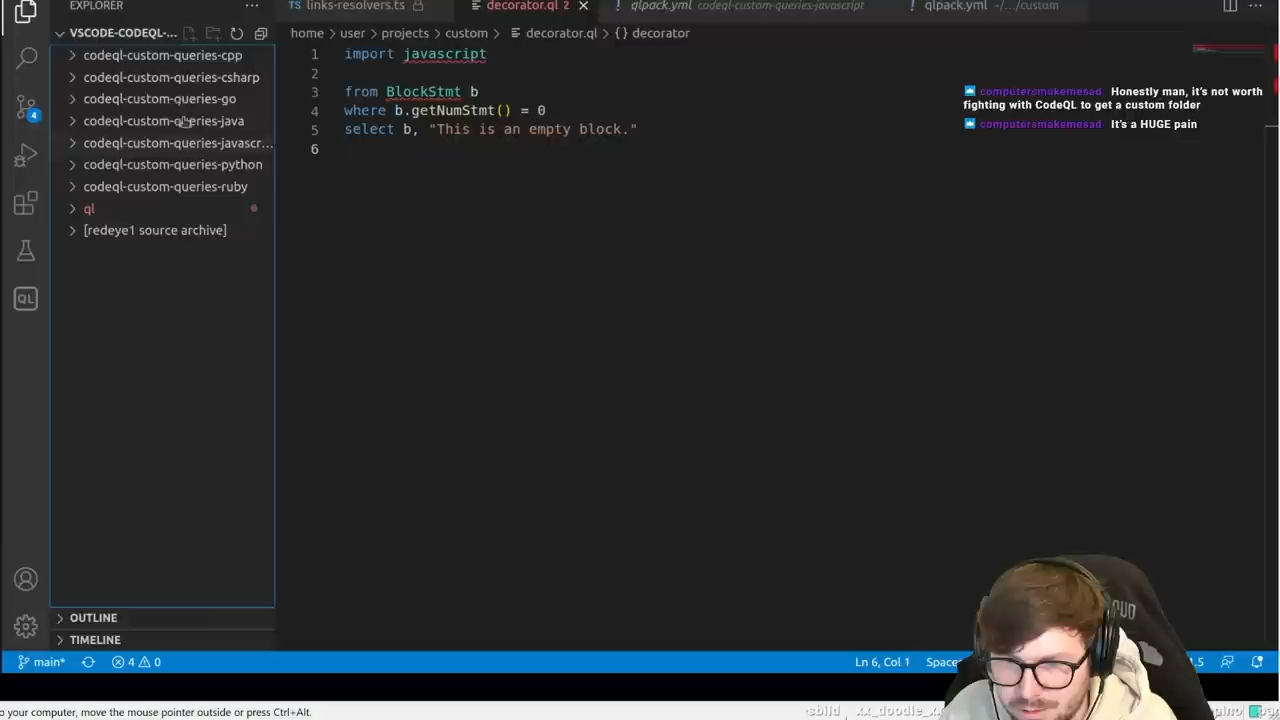 EXPLORER
...
TS links-resolvers.ts
decorator.ql 2
! qlpack.yml codeql-custom-queries-javascript
! qlpack.yml ~/.../custom
VSCODE-CODEQL-...
home > user > projects > custom > decorator.ql > {} decorator
codeql-custom-queries-cpp
codeql-custom-queries-csharp
codeql-custom-queries-go
codeql-custom-queries-java
codeql-custom-queries-javascr...
codeql-custom-queries-python
codeql-custom-queries-ruby
ql
[redeye1 source archive]
1 import javascript
2
3 from BlockStmt b
4 where b.getNumStmt() = 0
5 select b, "This is an empty block."
6
computersmakemesad Honestly man, it's not worth
fighting with CodeQL to get a custom folder
computersmakemesad It's a HUGE pain
4
QL
OUTLINE
TIMELINE
main* 4 0
Ln 6, Col 1
o your computer, move the mouse pointer outside or press Ctrl+Alt.